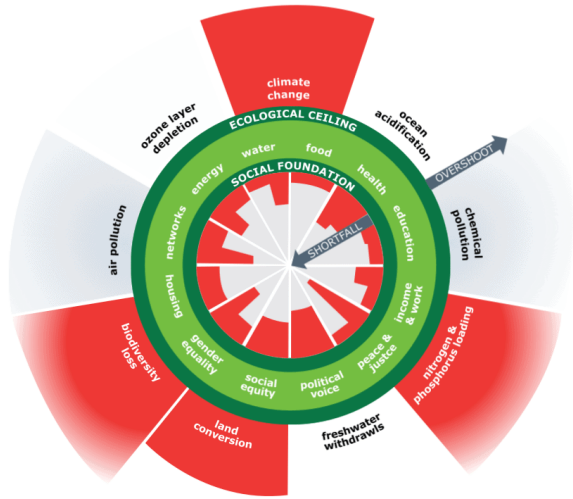 climate
change
ECOLOGICAL CEILING
ozone layer
depletion
ocean
acidification
OVERSHOOT
water
food
energy
health
SOCIAL FOUNDATION
SHORTFALL
networks
education
air pollution
chemical
pollution
housing
income
& work
gender
equality
peace &
justce
social
equity
political
voice
biodiversity
loss
nitrogen &
phosphorus loading
land
conversion
freshwater
withdrawls